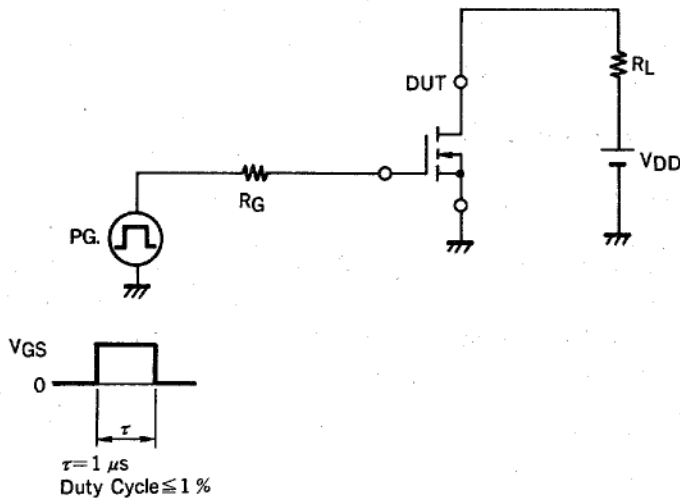 DUT
RL
VDD
RG
PG.
VGS
0
τ
τ=1 μs
Duty Cycle≦1 %